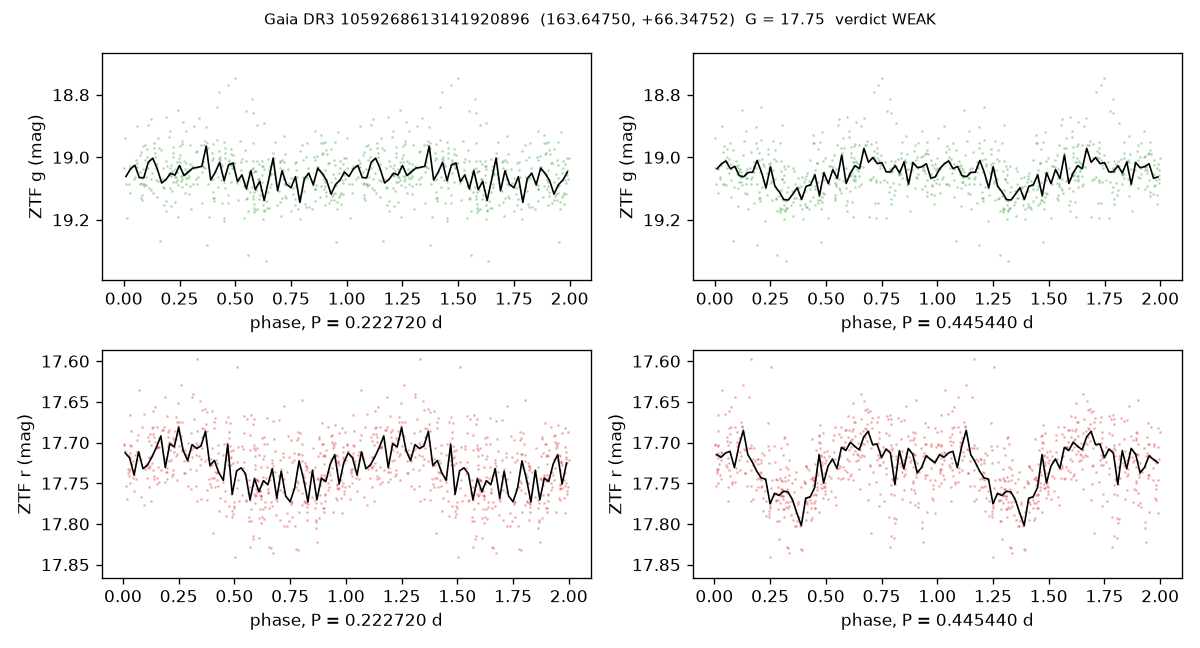 Gaia DR3 1059268613141920896 (163.64750, +66.34752) G = 17.75 verdict WEAK
ZTF g (mag)
18.8
19.0
19.2
0.00 0.25 0.50 0.75 1.00 1.25 1.50 1.75 2.00
phase, P = 0.222720 d
ZTF g (mag)
18.8
19.0
19.2
0.00 0.25 0.50 0.75 1.00 1.25 1.50 1.75 2.00
phase, P = 0.445440 d
ZTF r (mag)
17.60
17.65
17.70
17.75
17.80
17.85
0.00 0.25 0.50 0.75 1.00 1.25 1.50 1.75 2.00
phase, P = 0.222720 d
ZTF r (mag)
17.60
17.65
17.70
17.75
17.80
17.85
0.00 0.25 0.50 0.75 1.00 1.25 1.50 1.75 2.00
phase, P = 0.445440 d